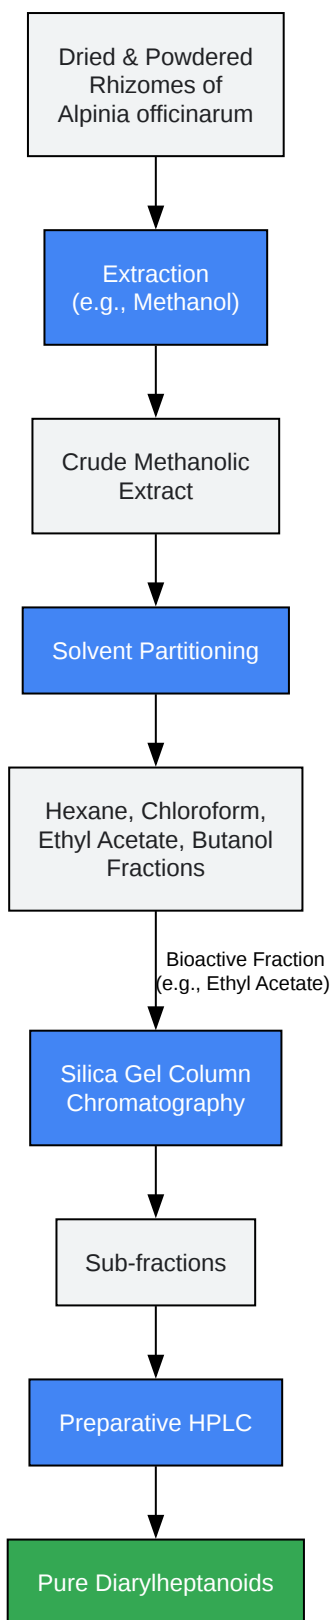 Dried & Powdered
Rhizomes of
Alpinia officinarum
Extraction
(e.g., Methanol)
Crude Methanolic
Extract
Solvent Partitioning
Hexane, Chloroform,
Ethyl Acetate, Butanol
Fractions
Bioactive Fraction
(e.g., Ethyl Acetate)
Silica Gel Column
Chromatography
Sub-fractions
Preparative HPLC
Pure Diarylheptanoids